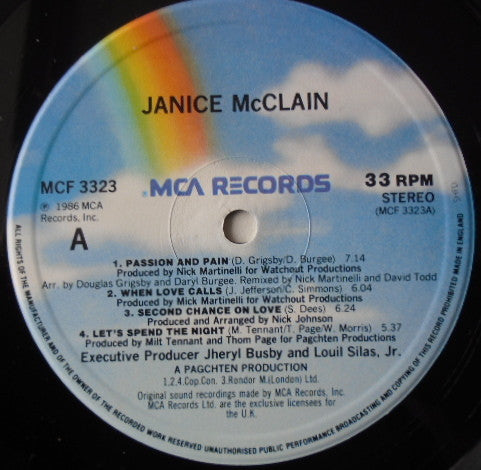 JANICE McCLAIN
MCF 3323
MCA RECORDS
33 RPM
STEREO
(MCF 3323A)
℗ 1986 MCA
Records, Inc.
A
1. PASSION AND PAIN (D. Grigsby/D. Burgee) 7.14
Produced by Nick Martinelli for Watchout Productions
Arr. by Douglas Grigsby and Daryl Burgee. Remixed by Nick Martinelli and David Todd
2. WHEN LOVE CALLS (J. Jefferson/C. Simmons) 6.04
Produced by Mick Martinelli for Watchout Productions
3. SECOND CHANCE ON LOVE (S. Dees) 6.24
Produced and Arranged by Nick Johnson
4. LET'S SPEND THE NIGHT (M. Tennant/T. Page/W. Morris) 5.37
Produced by Milt Tennant and Thom Page for Pagchten Productions
Executive Producer Jheryl Busby and Louil Silas, Jr.
A PAGCHTEN PRODUCTION
1.2.4.Cop.Con. 3.Rondor M.(London) Ltd.
Original sound recordings made by MCA Records, Inc.
MCA Records Ltd. are the exclusive licensees for
the U.K.
ALL RIGHTS OF THE MANUFACTURER AND OF THE OWNER OF THE RECORDED WORK RESERVED UNAUTHORISED PUBLIC PERFORMANCE BROADCASTING AND COPYING OF THIS RECORD PROHIBITED MADE IN ENGLAND